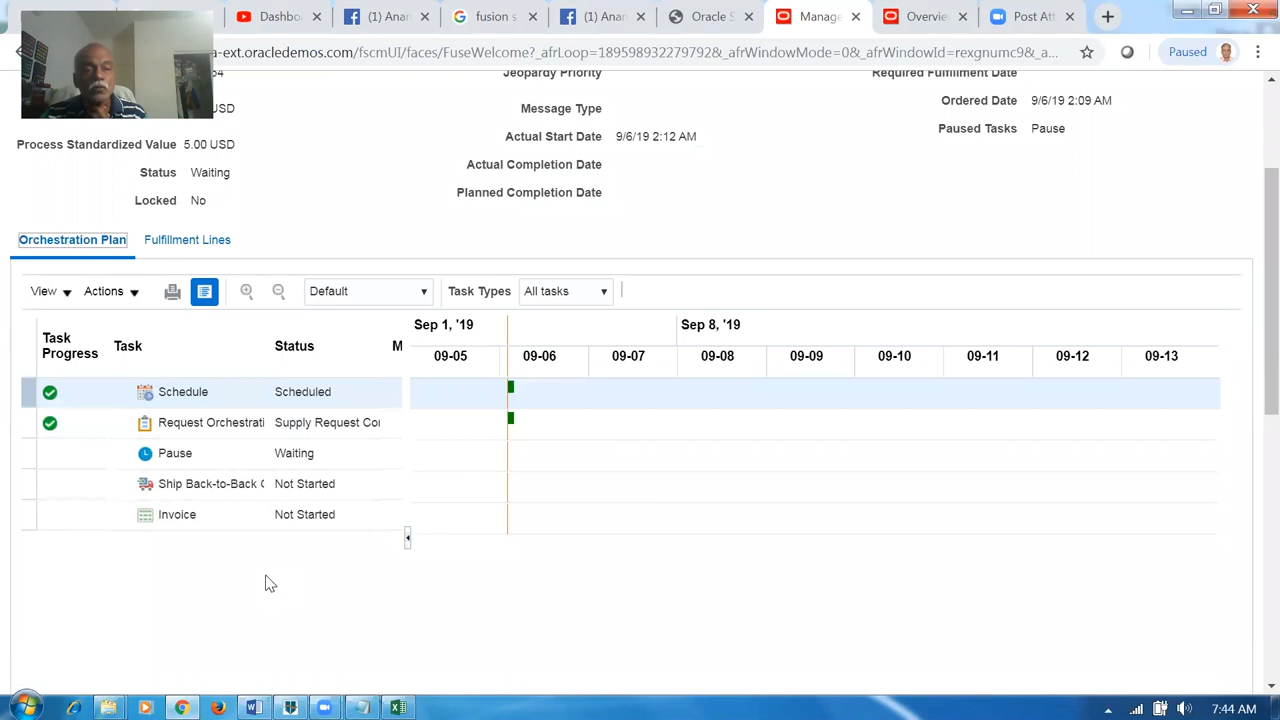 Dashbo
(1) Anan
fusion s
(1) Anan
Oracle S
Manage
Overvie
Post Att
a-ext.oracledemos.com/fscmUI/faces/FuseWelcome?_afrLoop=1895989322797928&_afrWindowMode=0&_afrWindowId=rexgnumc9&_a...
Paused
Jeopardy Priority
Required Fulfillment Date
USD
Message Type
Ordered Date 9/6/19 2:09 AM
Actual Start Date 9/6/19 2:12 AM
Paused Tasks Pause
Process Standardized Value 5.00 USD
Actual Completion Date
Status Waiting
Planned Completion Date
Locked No
Orchestration Plan Fulfillment Lines
View Actions Default Task Types All tasks
Sep 1, '19 Sep 8, '19
Task Progress Task Status M
09-05 09-06 09-07 09-08 09-09 09-10 09-11 09-12 09-13
Schedule Scheduled
Request Orchestrati Supply Request Cor
Pause Waiting
Ship Back-to-Back C Not Started
Invoice Not Started
7:44 AM